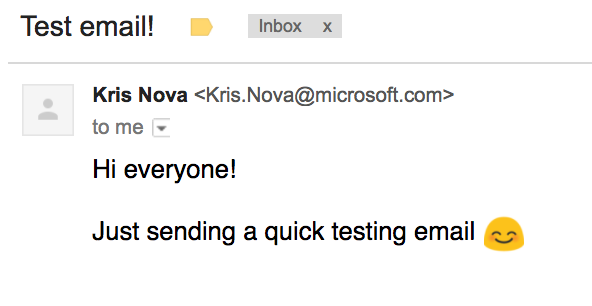 Test email! Inbox x
Kris Nova <Kris.Nova@microsoft.com>
to me
Hi everyone!
Just sending a quick testing email 😊